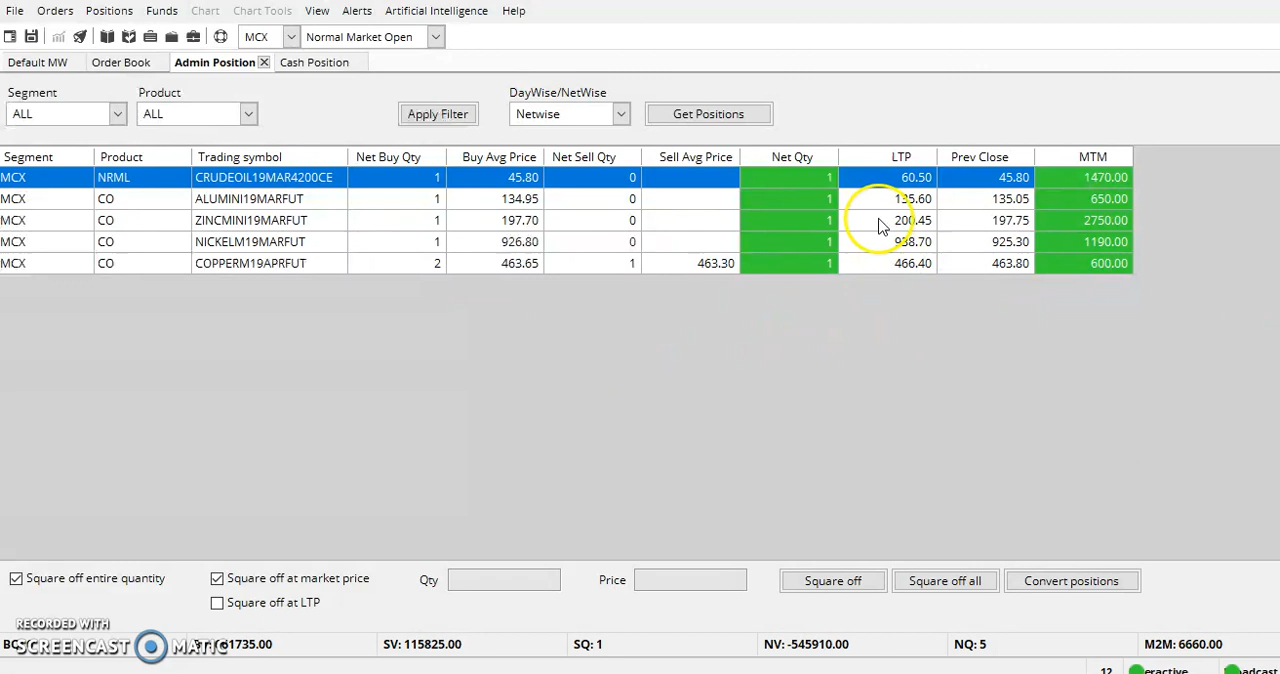 File Orders Positions Funds Chart Chart Tools View Alerts Artificial Intelligence Help
MCX Normal Market Open
Default MW Order Book Admin Position Cash Position
Segment Product DayWise/NetWise
ALL ALL Apply Filter Netwise Get Positions
Segment Product Trading symbol Net Buy Qty Buy Avg Price Net Sell Qty Sell Avg Price Net Qty LTP Prev Close MTM
MCX NRML CRUDEOIL19MAR4200CE 1 45.80 0 1 60.50 45.80 1470.00
MCX CO ALUMINI19MARFUT 1 134.95 0 1 135.60 135.05 650.00
MCX CO ZINCMINI19MARFUT 1 197.70 0 1 200.45 197.75 2750.00
MCX CO NICKELM19MARFUT 1 926.80 0 1 938.70 925.30 1190.00
MCX CO COPPERM19APRFUT 2 463.65 1 463.30 1 466.40 463.80 600.00
Square off entire quantity Square off at market price Qty Price Square off Square off all Convert positions
Square off at LTP
RECORDED WITH
SCREENCAST MATIC
SV: 115825.00 SQ: 1 NV: -545910.00 NQ: 5 M2M: 6660.00
12